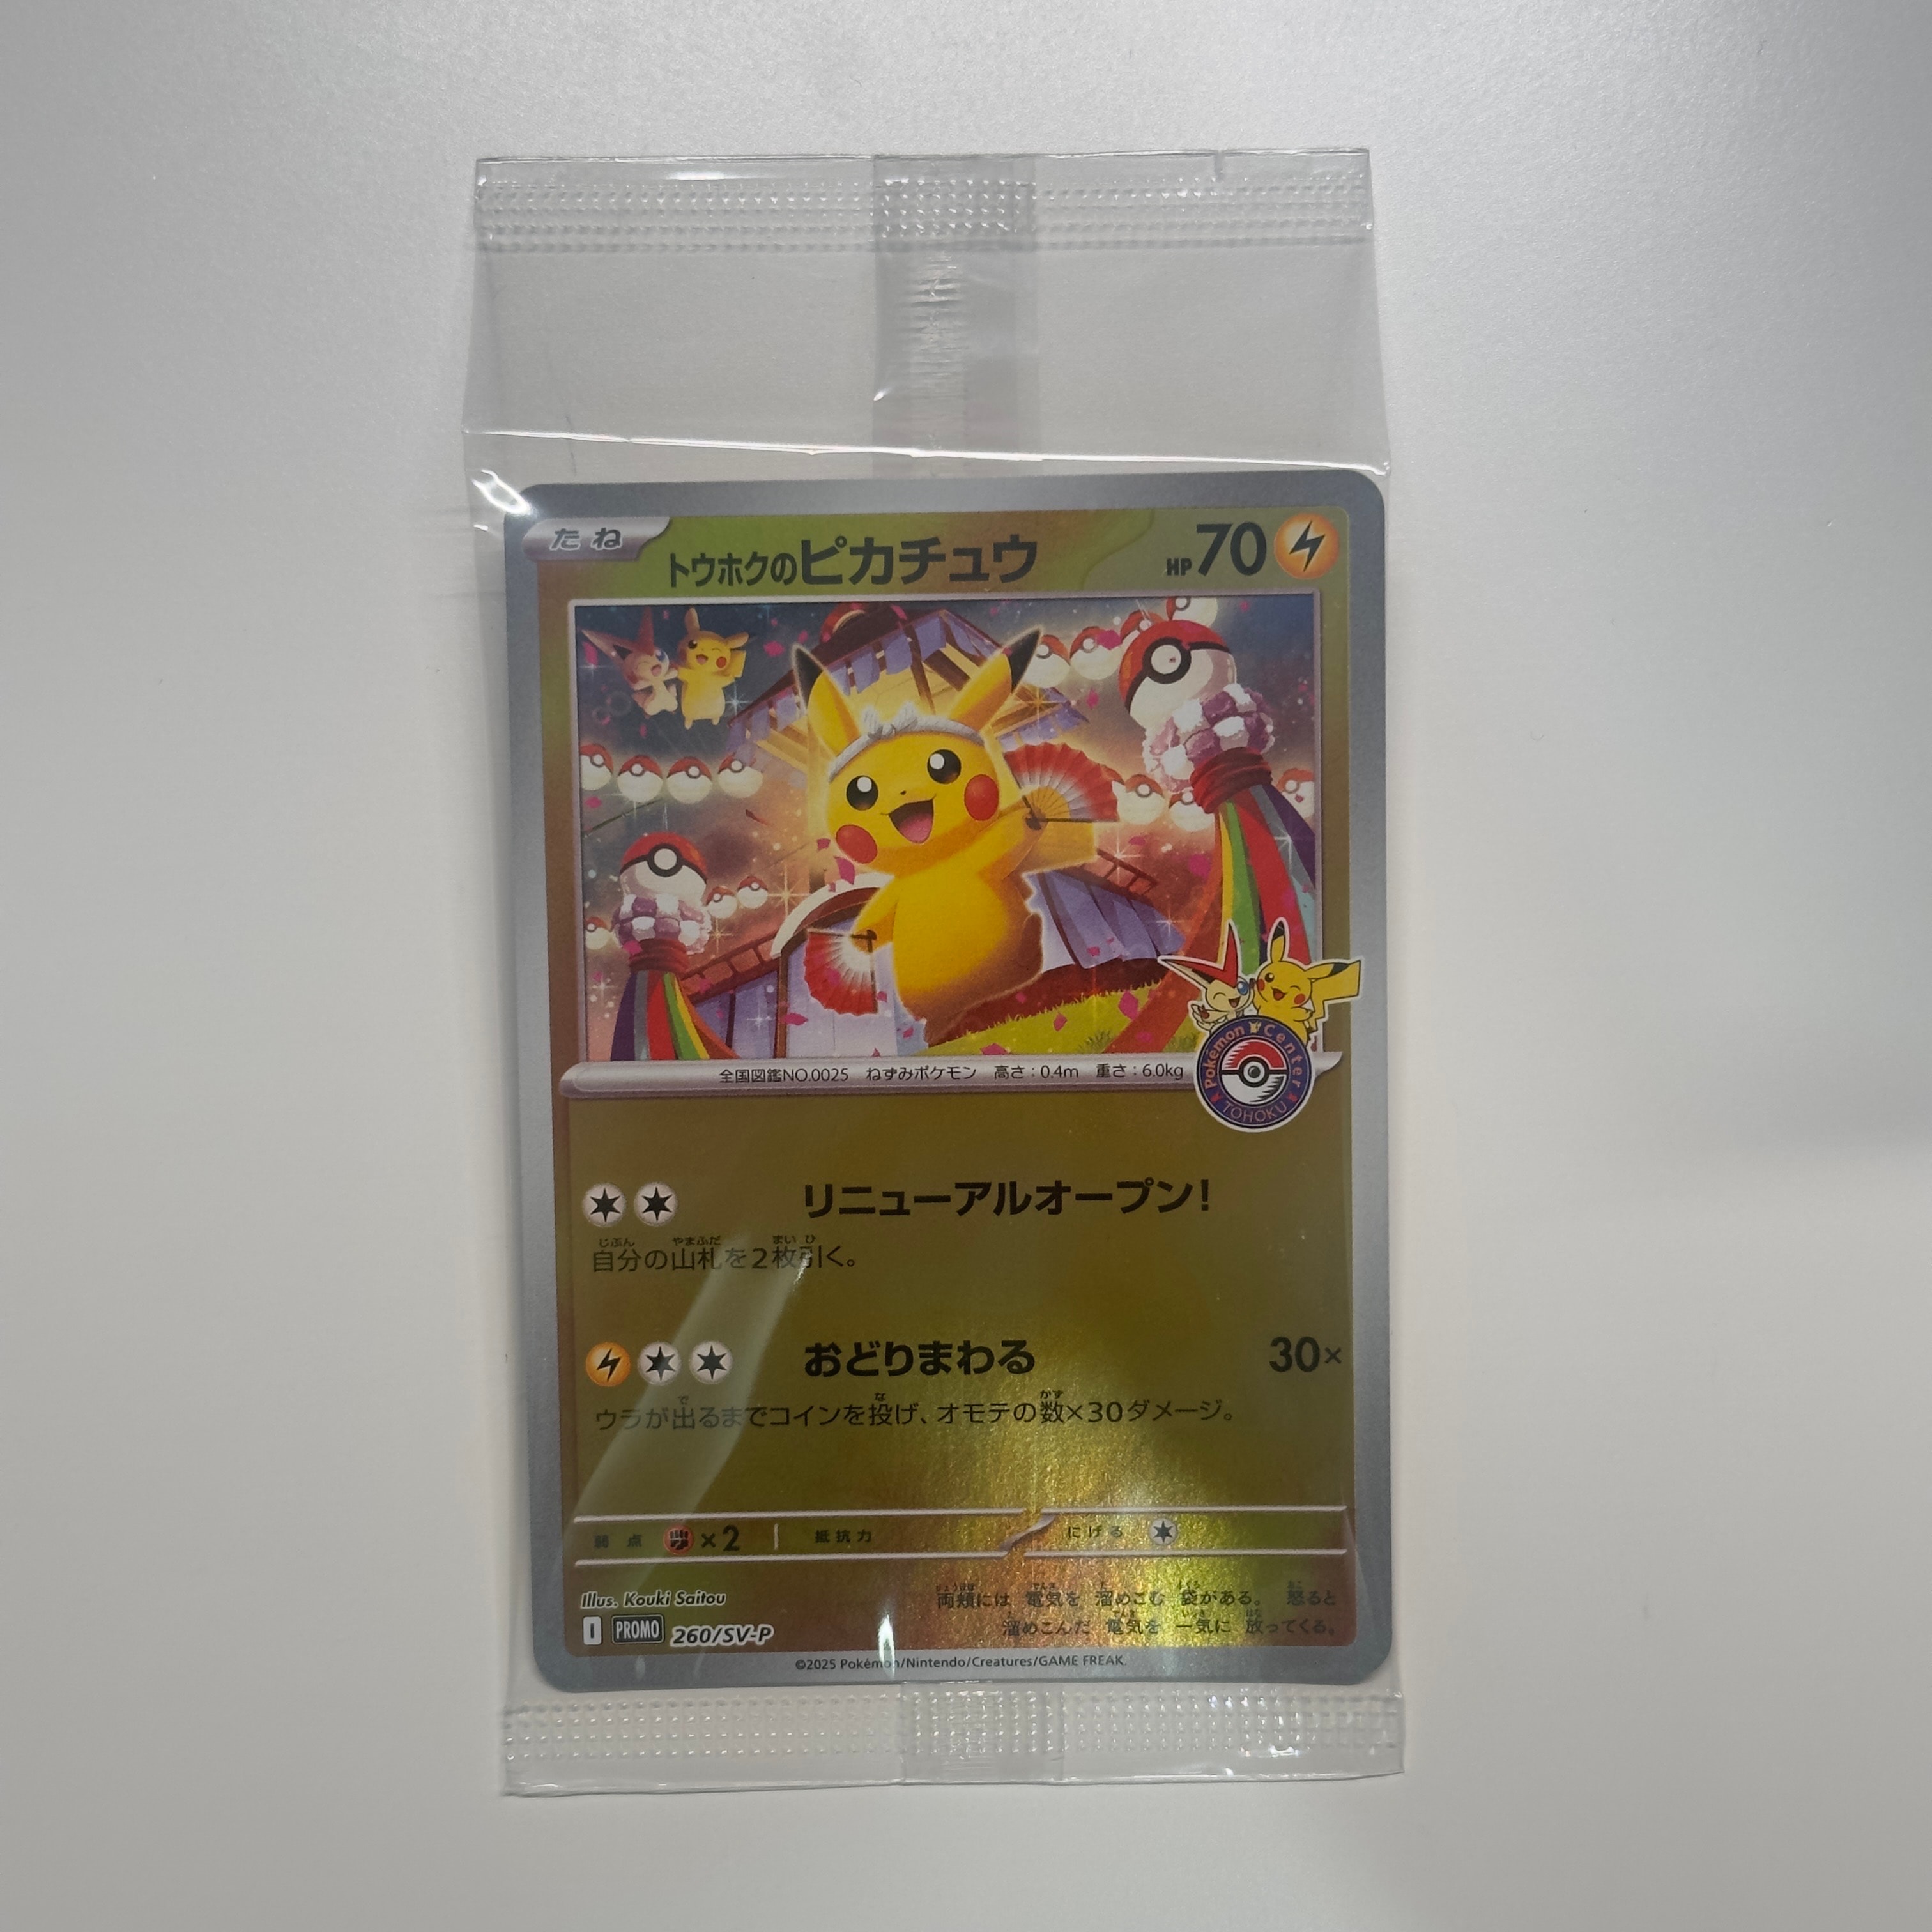 たね
トウホクのピカチュウ
HP70
全国図鑑NO.0025 ねずみポケモン 高さ:0.4m 重さ:6.0kg
Pokémon Center
TOHOKU
リニューアルオープン!
自分の山札を2枚引く。
おどりまわる 30×
ウラが出るまでコインを投げ、オモテの数×30ダメージ。
弱点 ×2 抵抗力 にげる
Illus. Kouki Saitou
両頬には 電気を 溜めこむ 袋がある。 怒ると
溜めこんだ 電気を 一気に 放ってくる。
I PROMO 260/SV-P
©2025 Pokémon/Nintendo/Creatures/GAME FREAK.